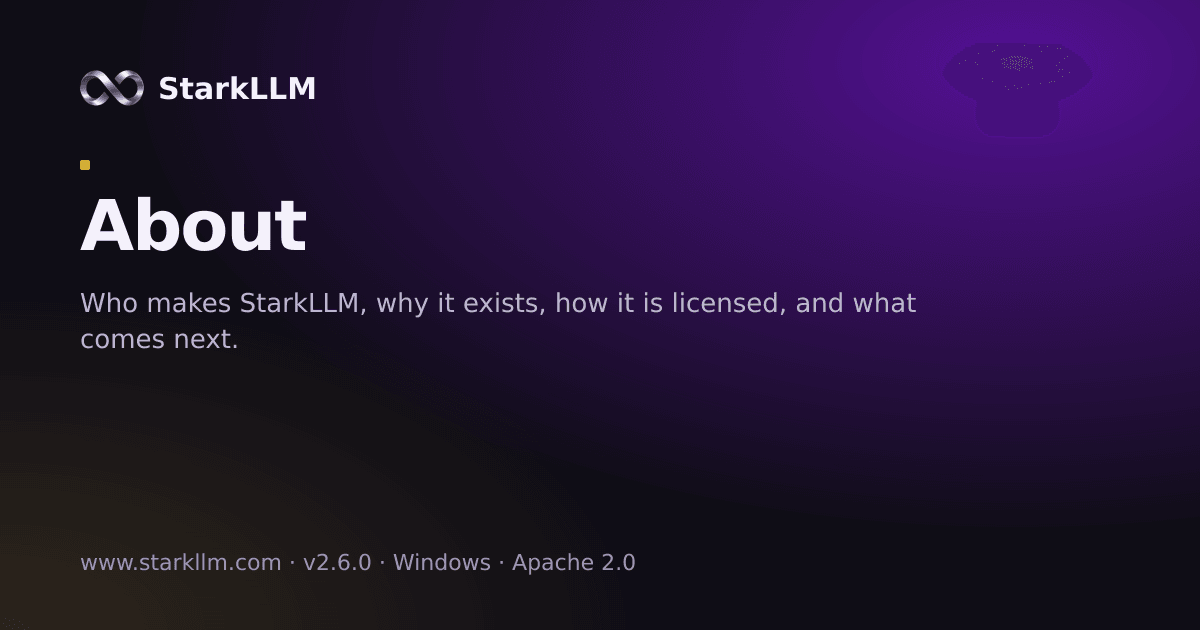 StarkLLM
About
Who makes StarkLLM, why it exists, how it is licensed, and what
comes next.
www.starkllm.com · v2.6.0 · Windows · Apache 2.0